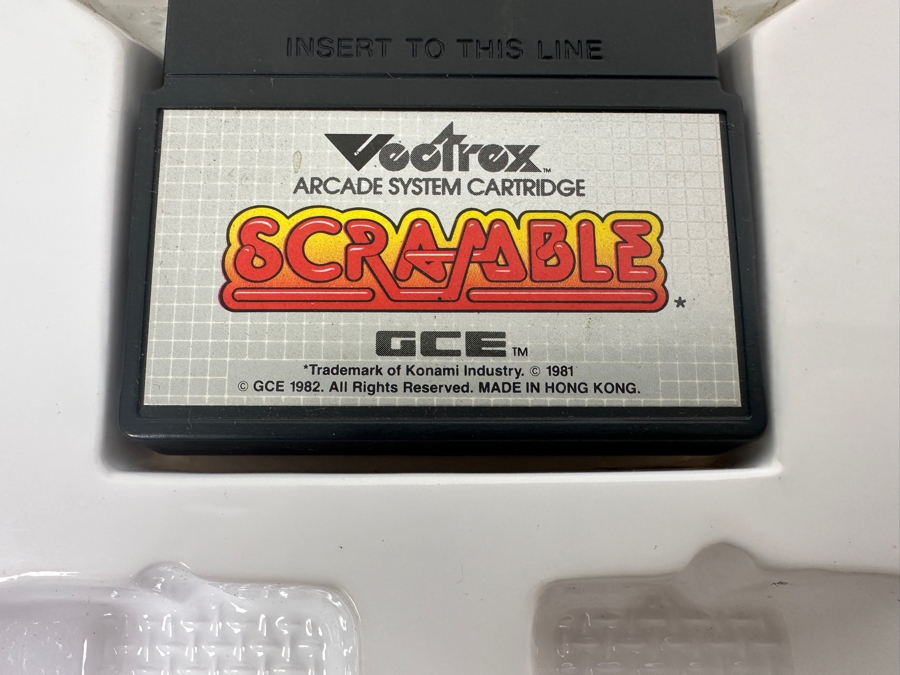 INSERT TO THIS LINE
Vectrex™
ARCADE SYSTEM CARTRIDGE
SCRAMBLE*
GCE™
*Trademark of Konami Industry. © 1981
© GCE 1982. All Rights Reserved. MADE IN HONG KONG.